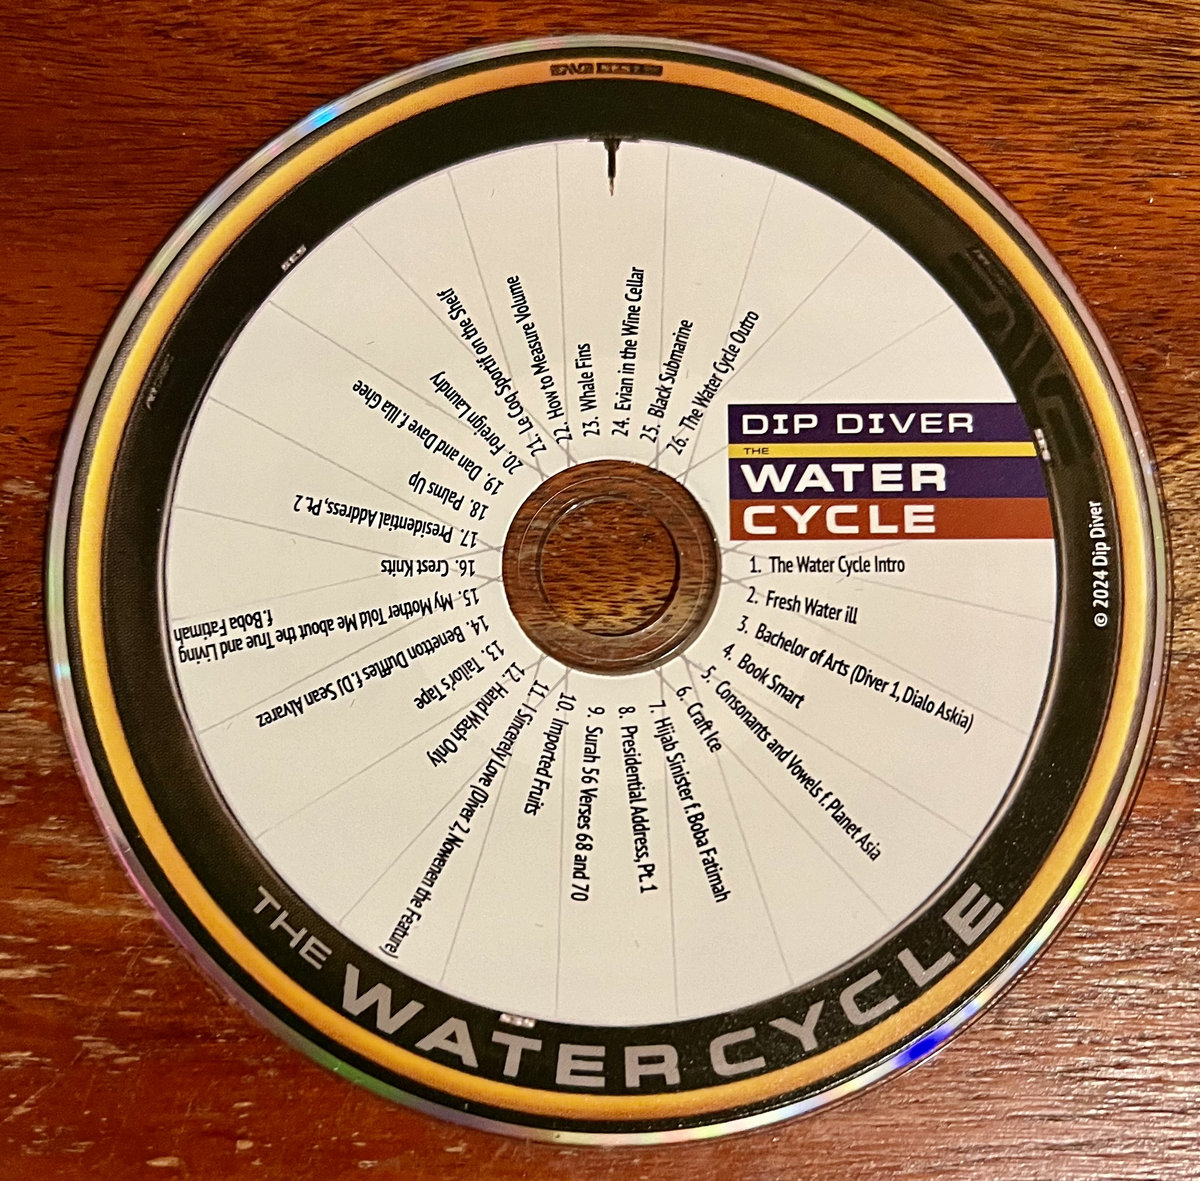 DIP DIVER
THE
WATER
CYCLE
1. The Water Cycle Intro
2. Fresh Water ill
3. Bachelor of Arts (Diver 1, Dialo Askia)
4. Book Smart
5. Consonants and Vowels f. Planet Asia
6. Craft Ice
7. Hijab Sinister f. Boba Fatimah
8. Presidential Address, Pt. 1
9. Surah 56 Verses 68 and 70
10. Imported Fruits
11. I Sincerely Love (Diver 2, Nowenen the Feature)
12. Hand Wash Only
13. Tailor's Tape
14. Benetton Duffles f. DJ Sean Alvarez
15. My Mother Told Me about the True and Living
f. Boba Fatimah
16. Crest Knits
17. Presidential Address, Pt. 2
18. Palms Up
19. Dan and Dave f. Ilia Ghee
20. Foreign Laundry
21. Le Coq Sportif on the Shelf
22. How to Measure Volume
23. Whale Fins
24. Evian in the Wine Cellar
25. Black Submarine
26. The Water Cycle Outro
© 2024 Dip Diver
THE WATER CYCLE